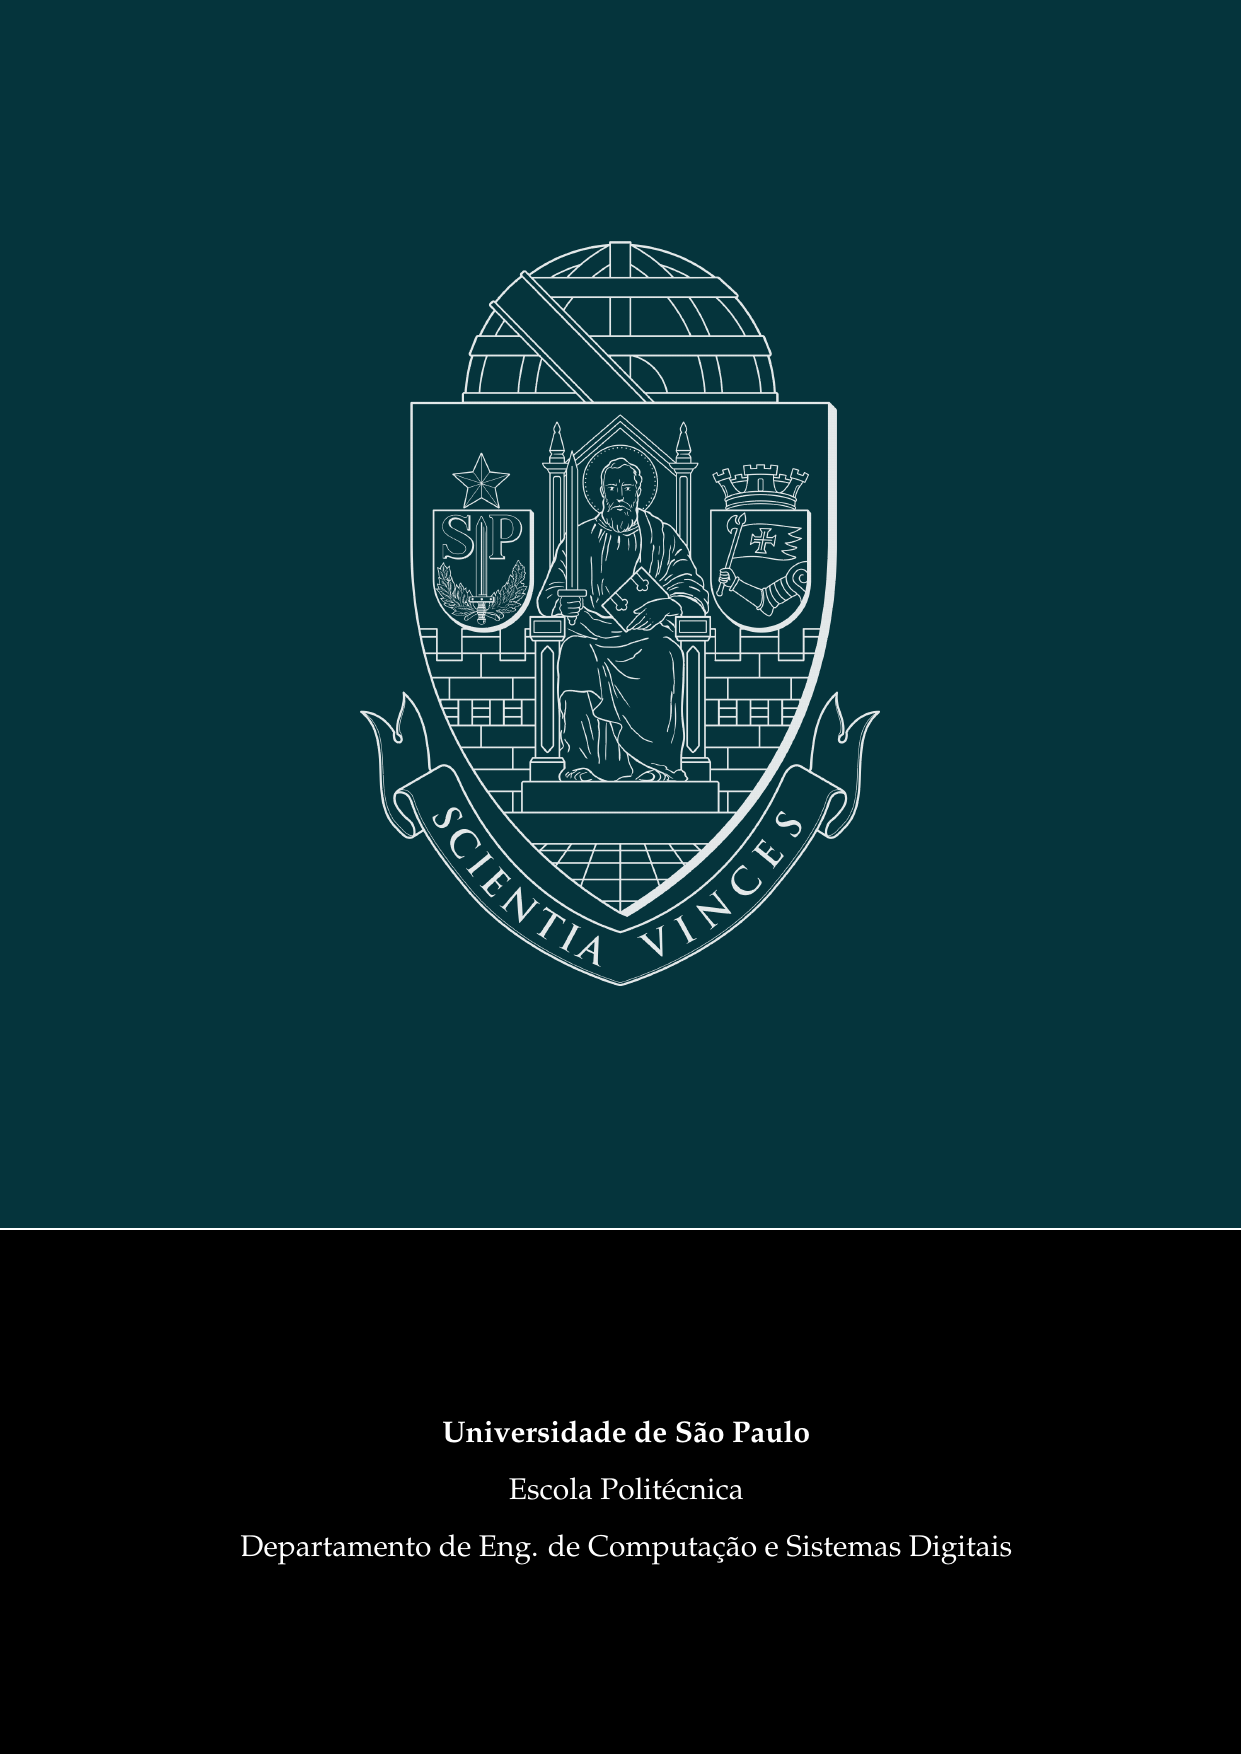 SP
SCIENTIA VINCES
Universidade de São Paulo
Escola Politécnica
Departamento de Eng. de Computação e Sistemas Digitais